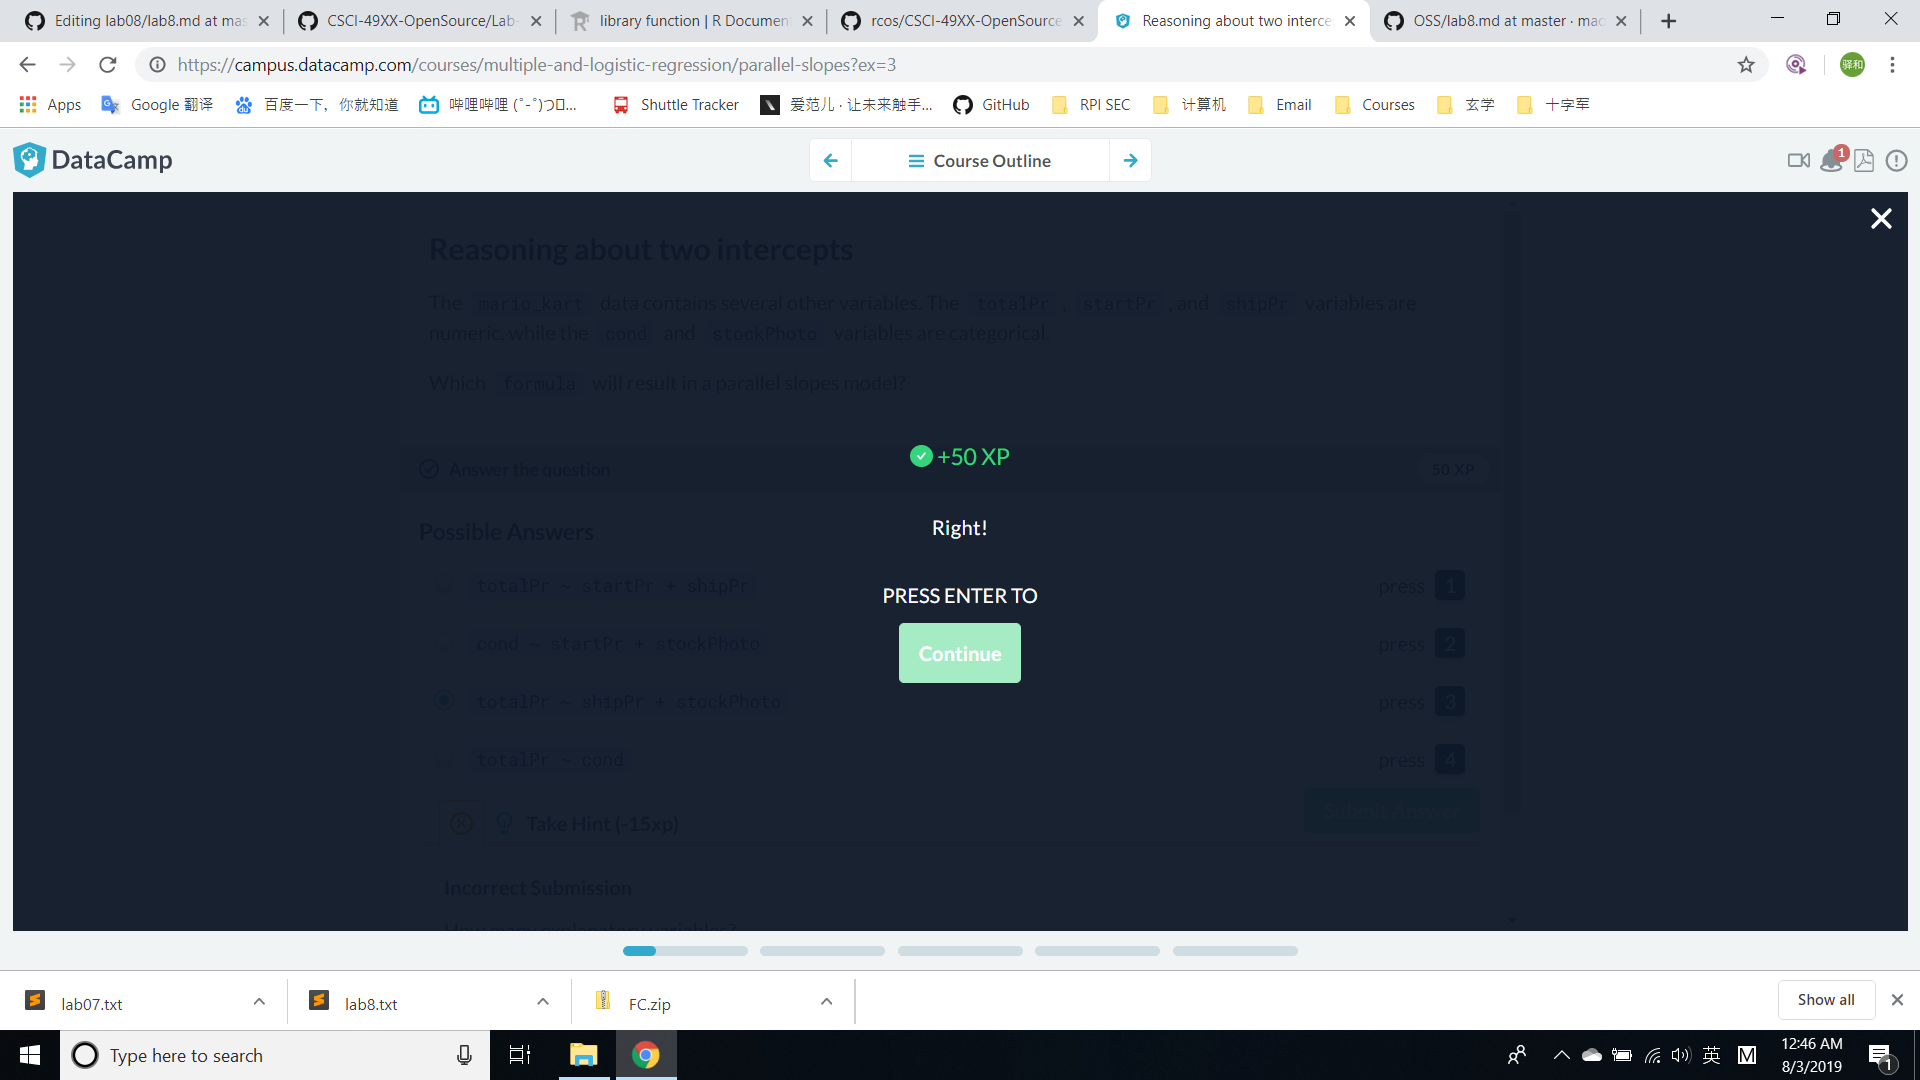 Editing lab08/lab8.md at mas
CSCI-49XX-OpenSource/Lab-
library function | R Documen
rcos/CSCI-49XX-OpenSource
Reasoning about two interce
OSS/lab8.md at master · mac
https://campus.datacamp.com/courses/multiple-and-logistic-regression/parallel-slopes?ex=3
驿和
Apps
Google 翻译
百度一下，你就知道
哔哩哔哩 (゜-゜)つロ...
Shuttle Tracker
爱范儿 · 让未来触手...
GitHub
RPI SEC
计算机
Email
Courses
玄学
十字军
DataCamp
Course Outline
1
Reasoning about two intercepts
The mario_kart data contains several other variables. The totalPr , startPr , and shipPr variables are
numeric, while the cond and stockPhoto variables are categorical.
Which formula will result in a parallel slopes model?
+50 XP
Answer the question
50 XP
Right!
Possible Answers
totalPr ~ startPr + shipPr
press 1
PRESS ENTER TO
cond ~ startPr + stockPhoto
press 2
Continue
totalPr ~ shipPr + stockPhoto
press 3
totalPr ~ cond
press 4
Submit Answer
Take Hint (-15xp)
Incorrect Submission
How many explanatory variables?
lab07.txt
lab8.txt
FC.zip
Show all
Type here to search
英
M
12:46 AM
8/3/2019
1